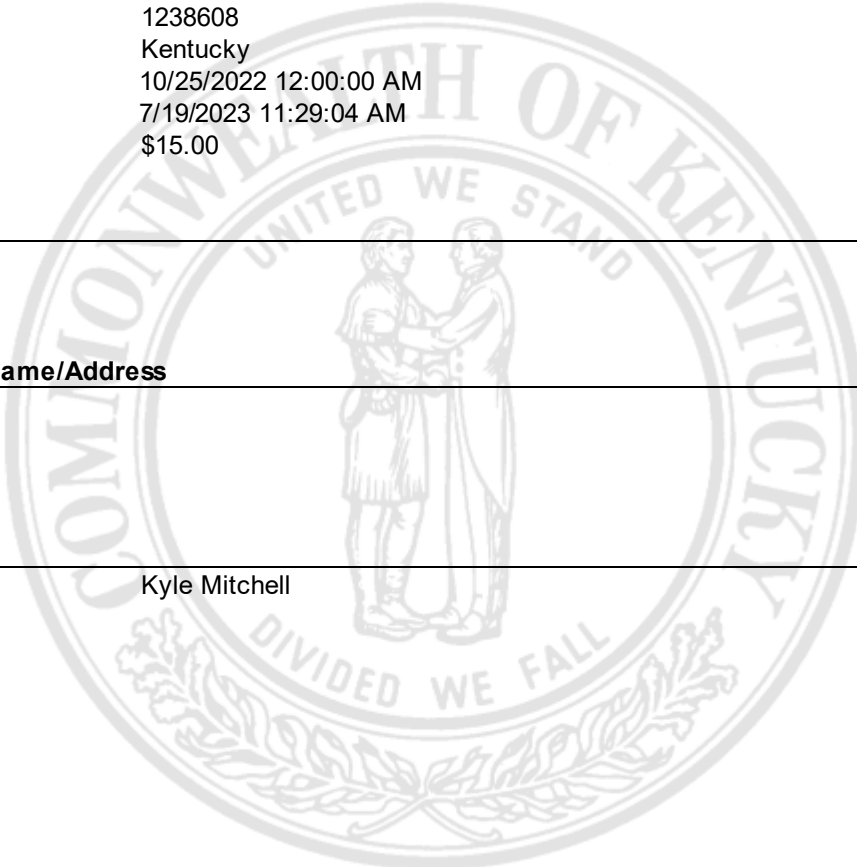 1238608
Kentucky
10/25/2022 12:00:00 AM
7/19/2023 11:29:04 AM
$15.00
COMMONWEALTH OF KENTUCKY
UNITED WE STAND
ame/Address
Kyle Mitchell
DIVIDED WE FALL